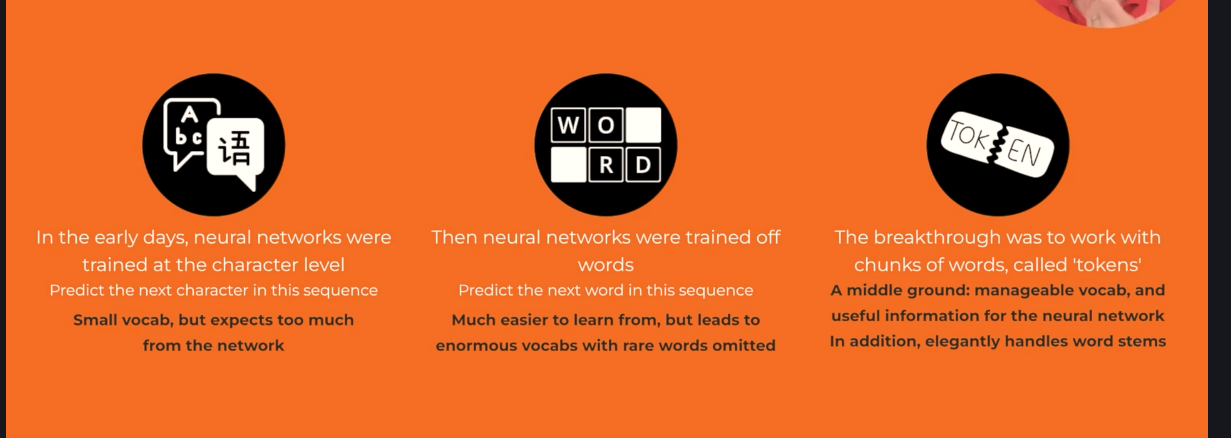 A
bc
语
In the early days, neural networks were
trained at the character level
Predict the next character in this sequence
Small vocab, but expects too much
from the network
W O
R D
Then neural networks were trained off
words
Predict the next word in this sequence
Much easier to learn from, but leads to
enormous vocabs with rare words omitted
TOK EN
The breakthrough was to work with
chunks of words, called 'tokens'
A middle ground: manageable vocab, and
useful information for the neural network
In addition, elegantly handles word stems